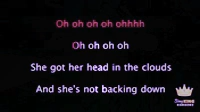 Oh oh oh oh ohhhh
Oh oh oh oh
She got her head in the clouds
And she's not backing down
SingKING